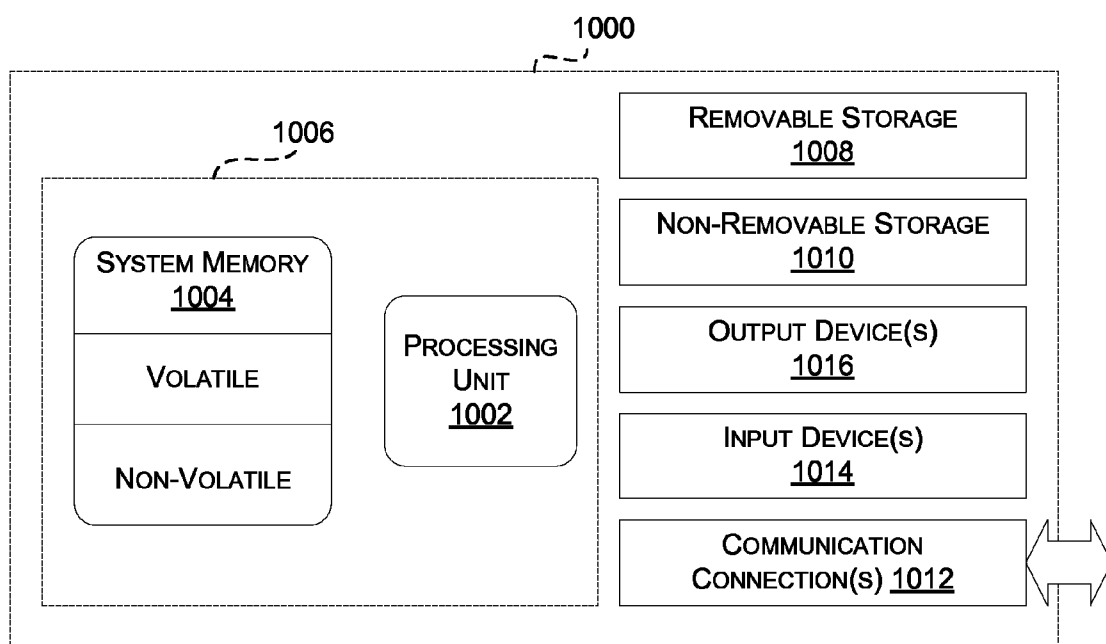 1000
1006
SYSTEM MEMORY
1004
VOLATILE
NON-VOLATILE
PROCESSING
UNIT
1002
REMOVABLE STORAGE
1008
NON-REMOVABLE STORAGE
1010
OUTPUT DEVICE(S)
1016
INPUT DEVICE(S)
1014
COMMUNICATION
CONNECTION(S) 1012